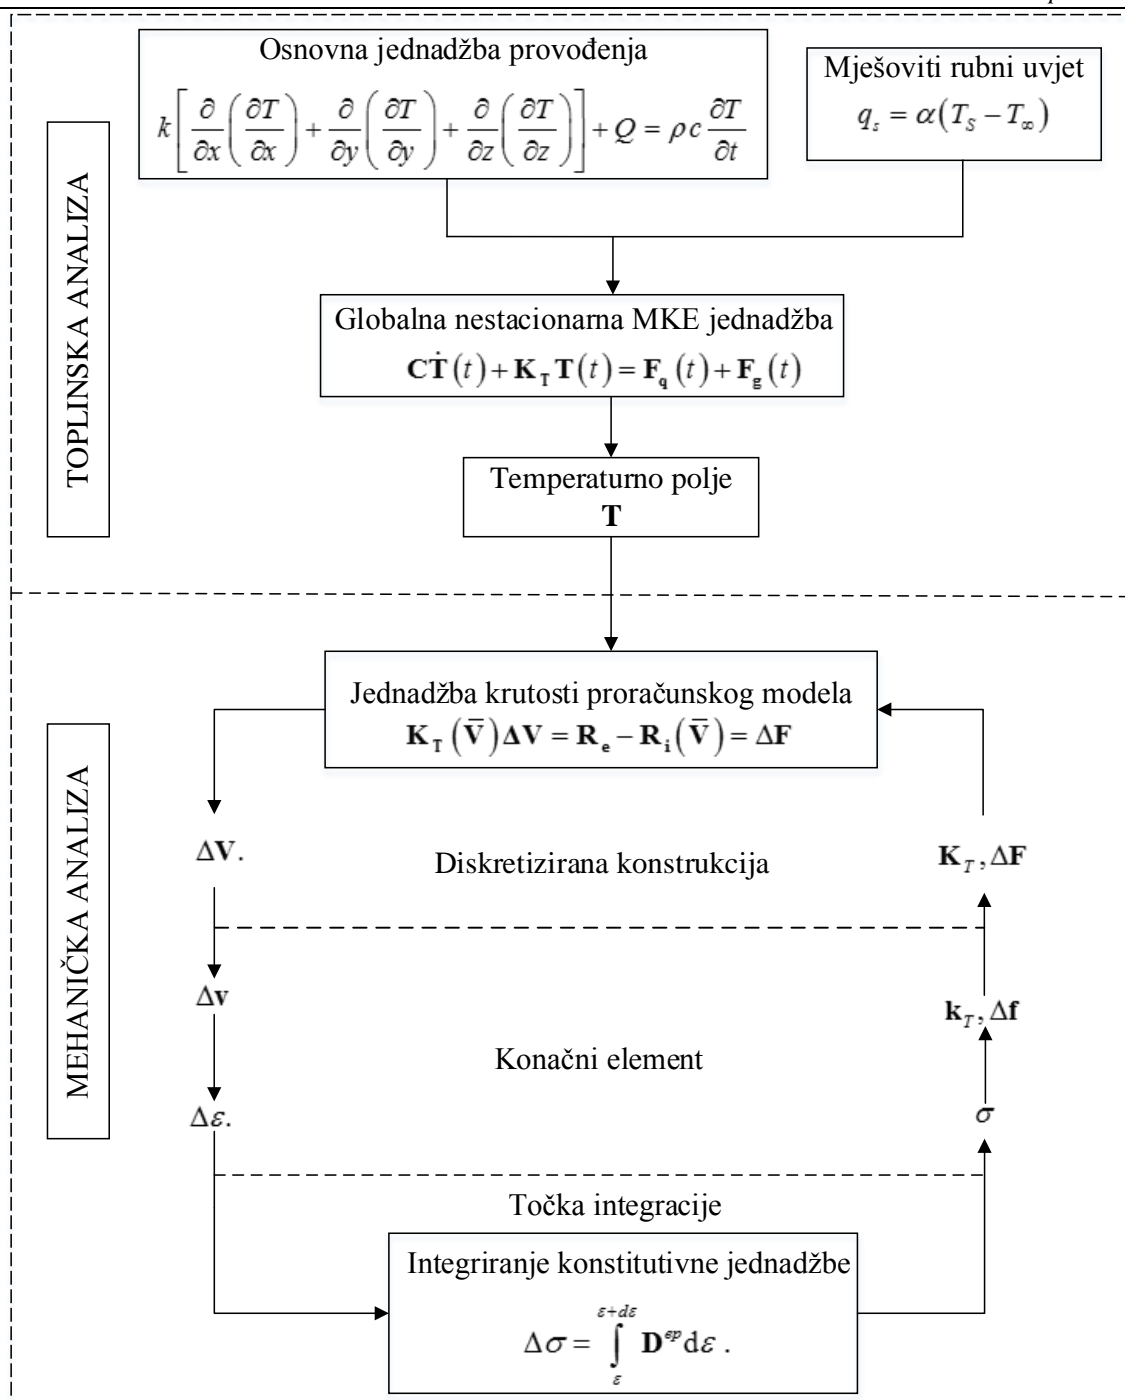 Osnovna jednadžba provođenja
k[∂/∂x(∂T/∂x) + ∂/∂y(∂T/∂y) + ∂/∂z(∂T/∂z)] + Q = ρc ∂T/∂t
Mješoviti rubni uvjet
q_s = α(T_S − T_∞)
TOPLINSKA ANALIZA
Globalna nestacionarna MKE jednadžba
CṪ(t) + K_T T(t) = F_q(t) + F_g(t)
Temperaturno polje
T
Jednadžba krutosti proračunskog modela
K_T(V̄)ΔV = R_e − R_i(V̄) = ΔF
MEHANIČKA ANALIZA
ΔV.
Diskretizirana konstrukcija
K_T, ΔF
Δv
k_T, Δf
Konačni element
Δε.
σ
Točka integracije
Integriranje konstitutivne jednadžbe
Δσ = ∫_ε^{ε+dε} D^{ep} dε .